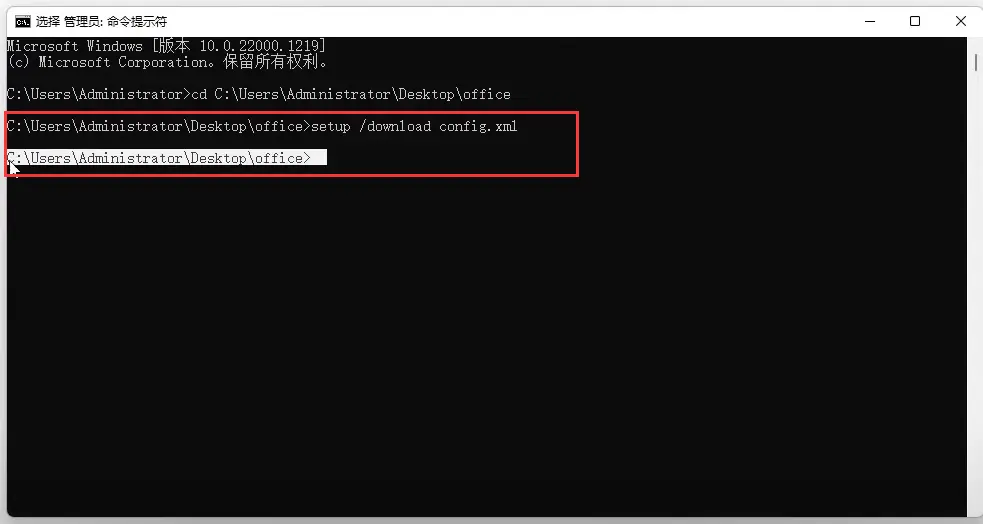 选择 管理员: 命令提示符
Microsoft Windows [版本 10.0.22000.1219]
(c) Microsoft Corporation。保留所有权利。
C:\Users\Administrator>cd C:\Users\Administrator\Desktop\office
C:\Users\Administrator\Desktop\office>setup /download config.xml
C:\Users\Administrator\Desktop\office>